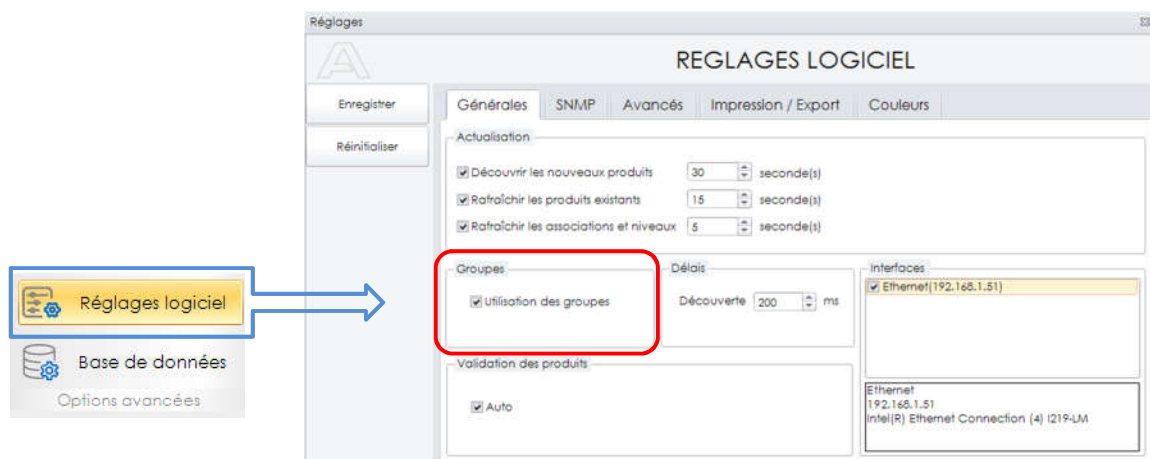 Réglages
REGLAGES LOGICIEL
Enregistrer
Réinitialiser
Générales SNMP Avancés Impression / Export Couleurs
Actualisation
Découvrir les nouveaux produits 30 seconde(s)
Rafraîchir les produits existants 15 seconde(s)
Rafraîchir les associations et niveaux 5 seconde(s)
Groupes
Utilisation des groupes
Délais
Découverte 200 ms
Interfaces
Ethernet(192.168.1.51)
Validation des produits
Auto
Ethernet
192.168.1.51
Intel(R) Ethernet Connection (4) I219-LM
Réglages logiciel
Base de données
Options avancées